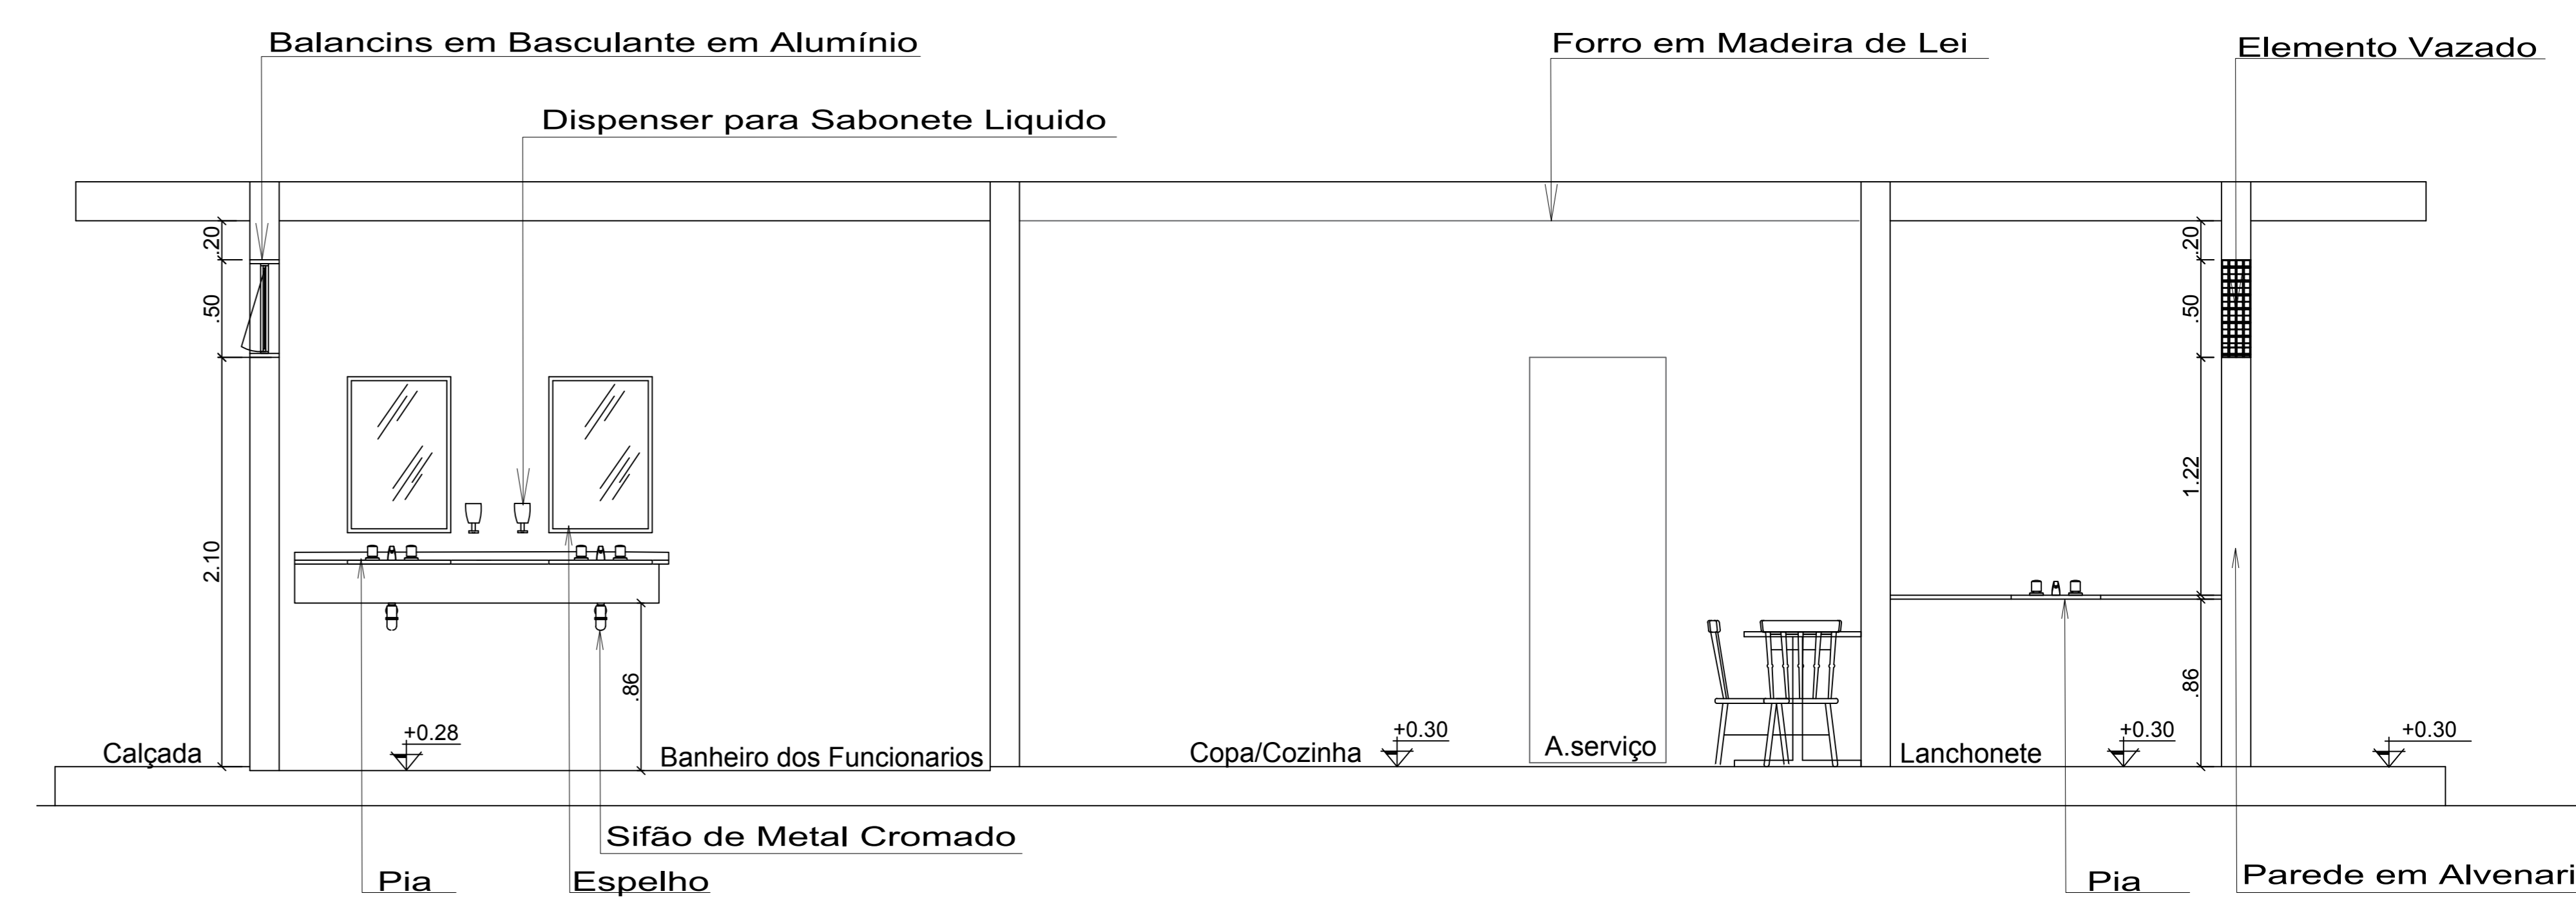 Balancins em Basculante em Alumínio
Forro em Madeira de Lei
Elemento Vazado
Dispenser para Sabonete Liquido
.20
.20
.50
.50
1.22
2.10
.86
.86
+0.28
+0.30
+0.30
+0.30
Calçada
Banheiro dos Funcionarios
Copa/Cozinha
A.serviço
Lanchonete
Sifão de Metal Cromado
Pia
Espelho
Pia
Parede em Alvenari